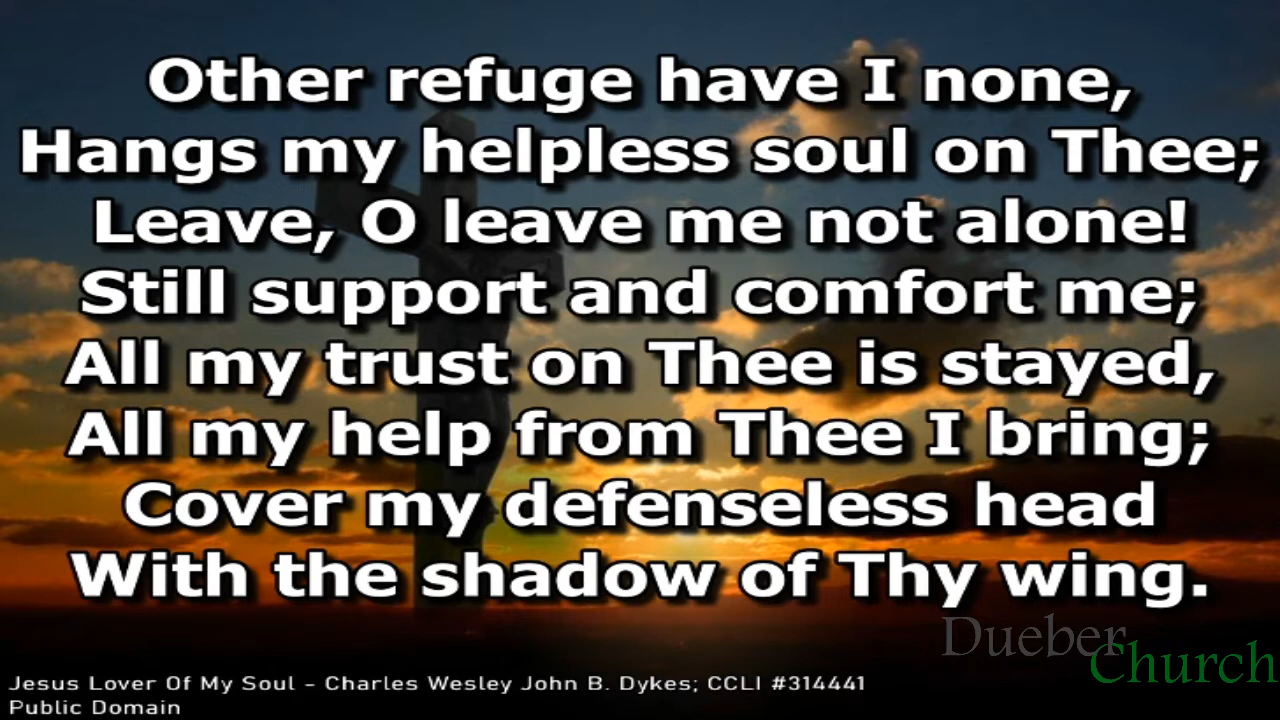 Other refuge have I none,
Hangs my helpless soul on Thee;
Leave, O leave me not alone!
Still support and comfort me;
All my trust on Thee is stayed,
All my help from Thee I bring;
Cover my defenseless head
With the shadow of Thy wing.
Dueber
Church
Jesus Lover Of My Soul – Charles Wesley John B. Dykes; CCLI #314441
Public Domain